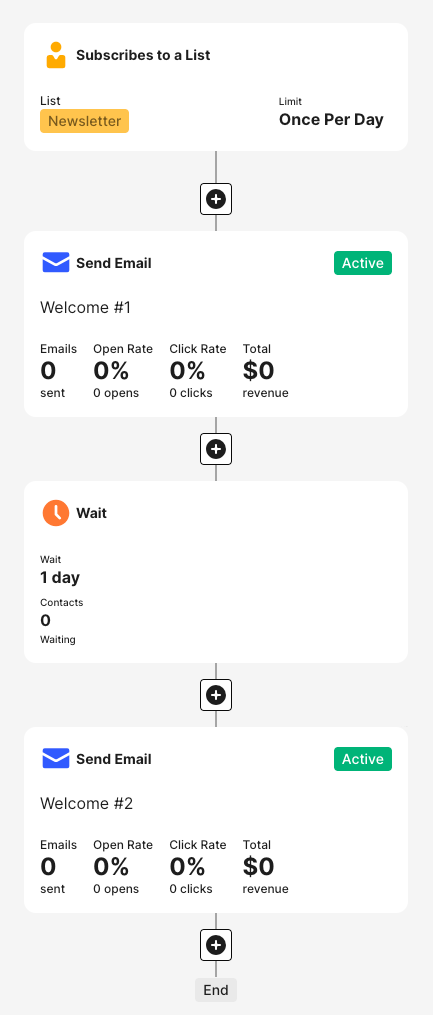 Subscribes to a List
List
Limit
Newsletter
Once Per Day
Send Email
Active
Welcome #1
Emails Open Rate Click Rate Total
0 0% 0% $0
sent 0 opens 0 clicks revenue
Wait
Wait
1 day
Contacts
0
Waiting
Send Email
Active
Welcome #2
Emails Open Rate Click Rate Total
0 0% 0% $0
sent 0 opens 0 clicks revenue
End